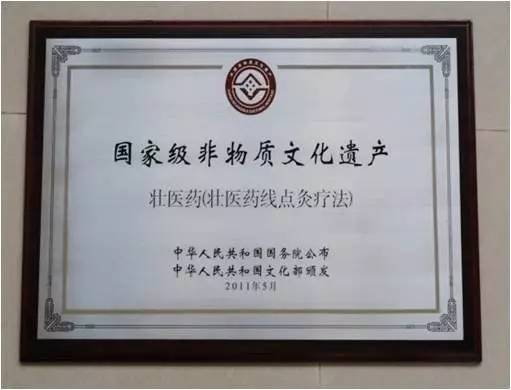 国家级非物质文化遗产
壮医药(壮医药线点灸疗法)
中华人民共和国国务院公布
中华人民共和国文化部颁发
2011年5月